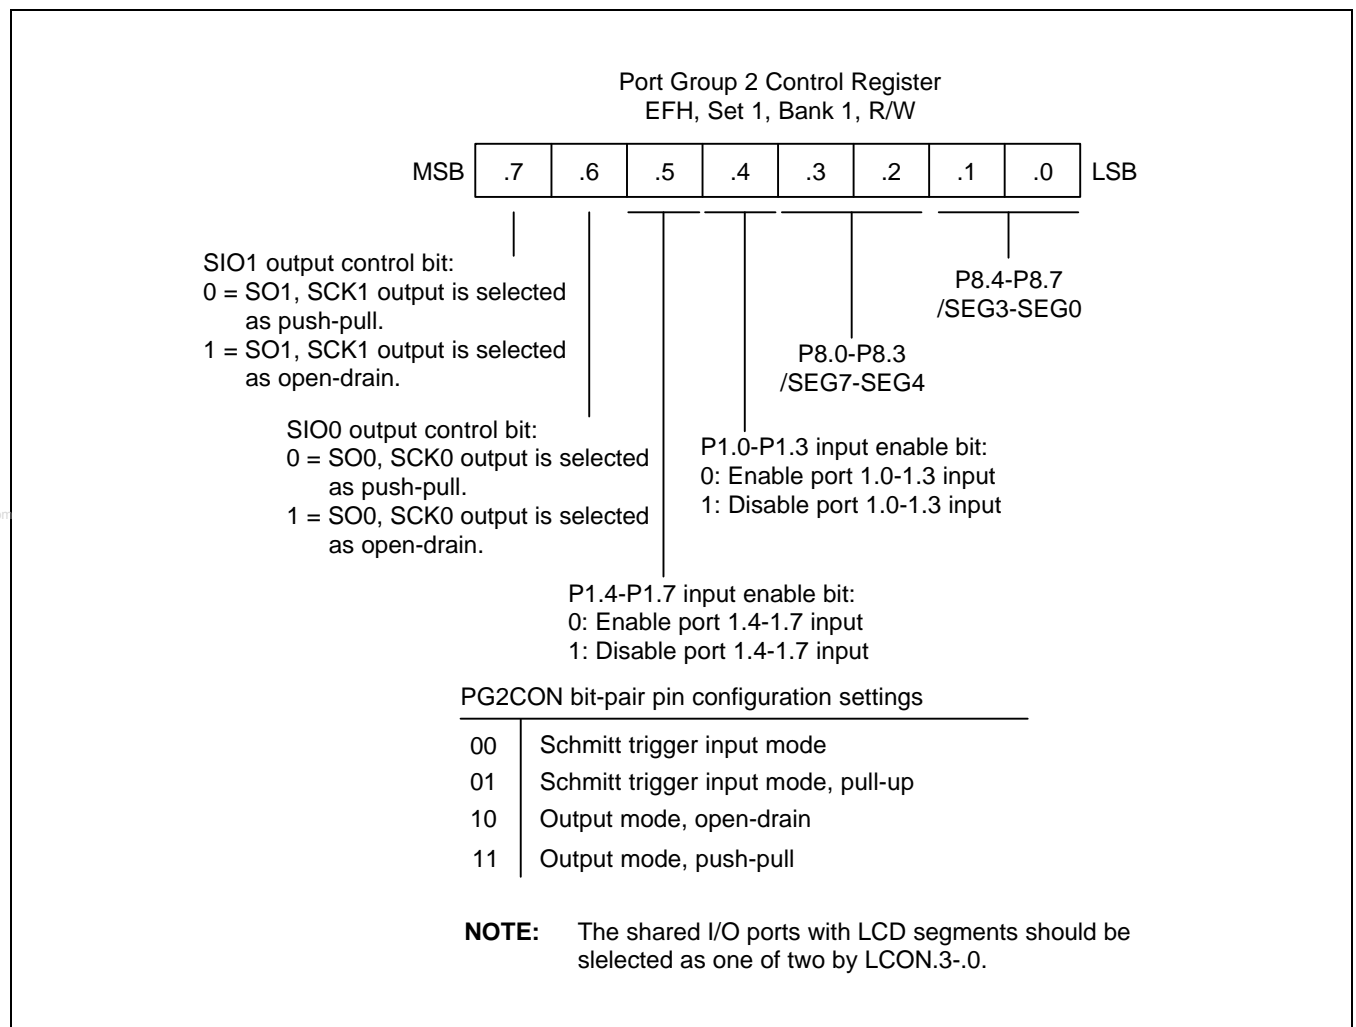 Port Group 2 Control Register
EFH, Set 1, Bank 1, R/W
MSB .7 .6 .5 .4 .3 .2 .1 .0 LSB
SIO1 output control bit:
0 = SO1, SCK1 output is selected
as push-pull.
1 = SO1, SCK1 output is selected
as open-drain.
P8.4-P8.7
/SEG3-SEG0
P8.0-P8.3
/SEG7-SEG4
SIO0 output control bit:
0 = SO0, SCK0 output is selected
as push-pull.
1 = SO0, SCK0 output is selected
as open-drain.
P1.0-P1.3 input enable bit:
0: Enable port 1.0-1.3 input
1: Disable port 1.0-1.3 input
P1.4-P1.7 input enable bit:
0: Enable port 1.4-1.7 input
1: Disable port 1.4-1.7 input
PG2CON bit-pair pin configuration settings
00 Schmitt trigger input mode
01 Schmitt trigger input mode, pull-up
10 Output mode, open-drain
11 Output mode, push-pull
NOTE: The shared I/O ports with LCD segments should be
slelected as one of two by LCON.3-.0.